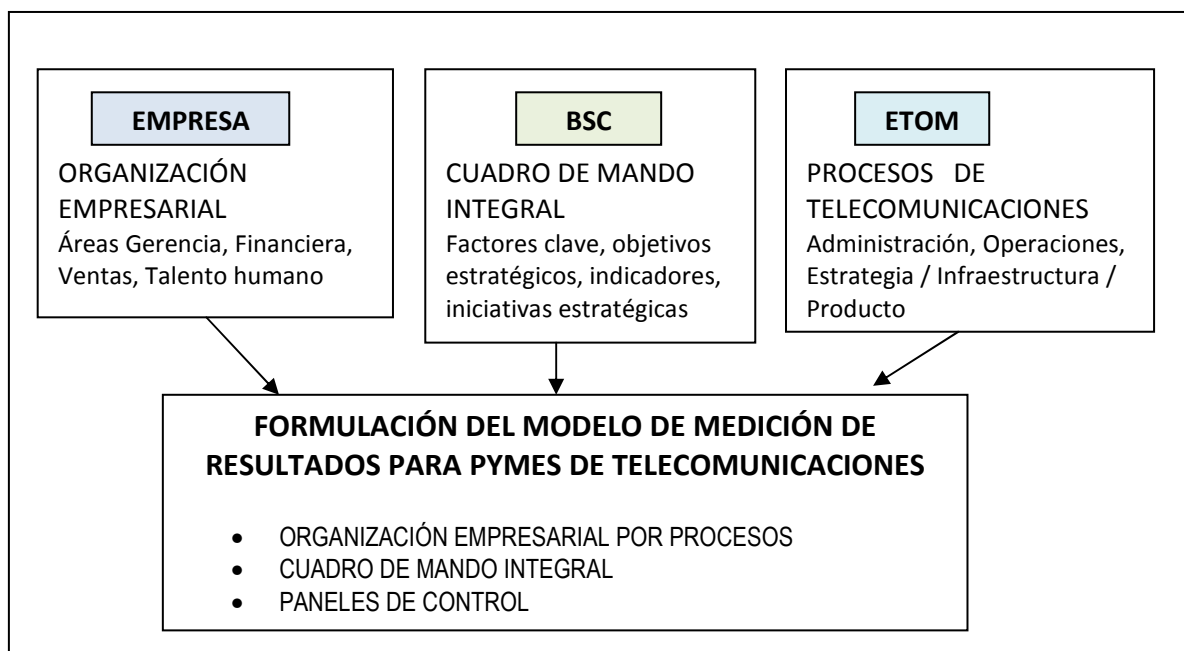 EMPRESA
ORGANIZACIÓN
EMPRESARIAL
Áreas Gerencia, Financiera,
Ventas, Talento humano
BSC
CUADRO DE MANDO
INTEGRAL
Factores clave, objetivos
estratégicos, indicadores,
iniciativas estratégicas
ETOM
PROCESOS DE
TELECOMUNICACIONES
Administración, Operaciones,
Estrategia / Infraestructura /
Producto
FORMULACIÓN DEL MODELO DE MEDICIÓN DE
RESULTADOS PARA PYMES DE TELECOMUNICACIONES
• ORGANIZACIÓN EMPRESARIAL POR PROCESOS
• CUADRO DE MANDO INTEGRAL
• PANELES DE CONTROL